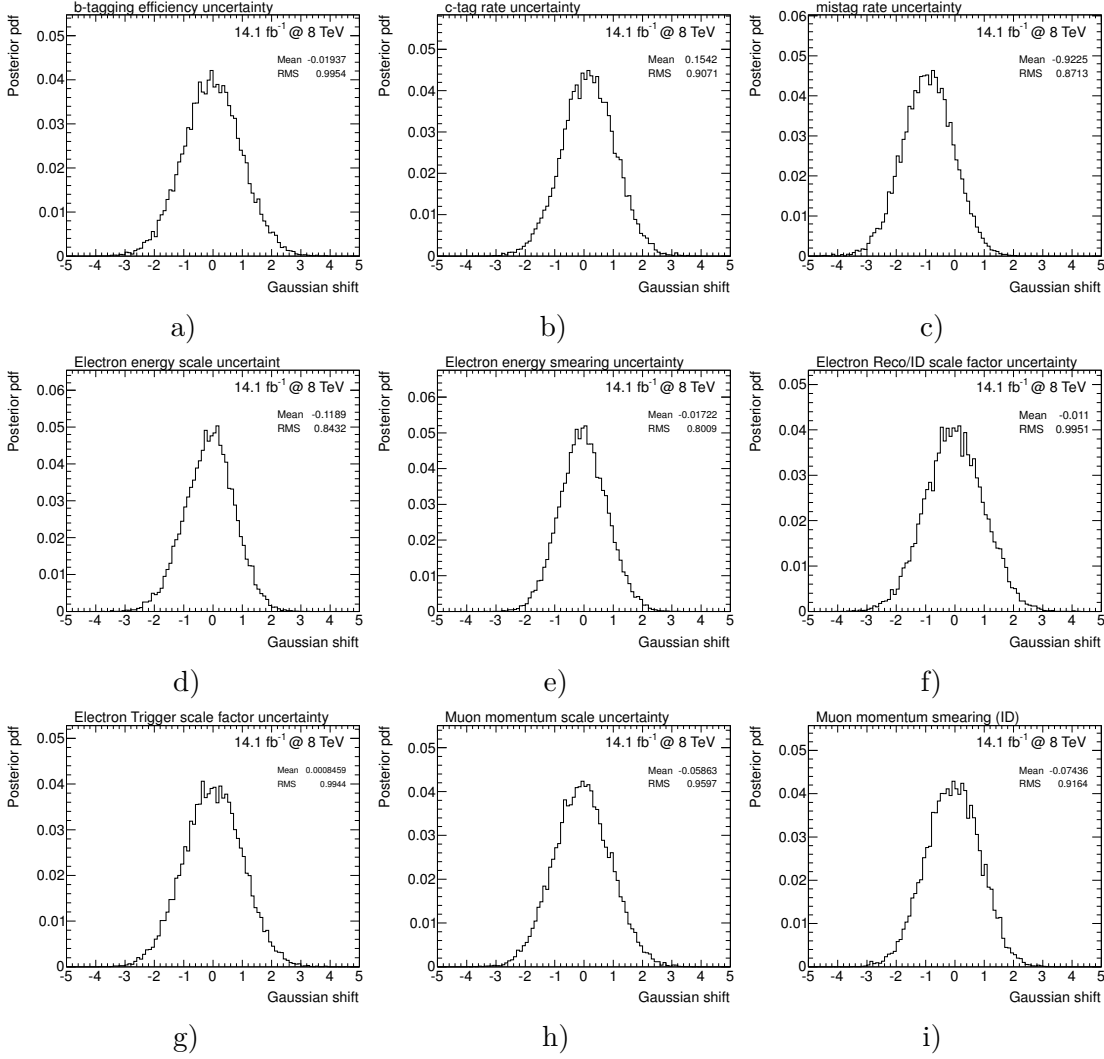 b-tagging efficiency uncertainty
Posterior pdf
14.1 fb⁻¹ @ 8 TeV
Mean -0.01937
RMS 0.9954
0.05
0.04
0.03
0.02
0.01
0
-5 -4 -3 -2 -1 0 1 2 3 4 5
Gaussian shift
a)
c-tag rate uncertainty
Posterior pdf
14.1 fb⁻¹ @ 8 TeV
Mean 0.1542
RMS 0.9071
0.05
0.04
0.03
0.02
0.01
0
-5 -4 -3 -2 -1 0 1 2 3 4 5
Gaussian shift
b)
mistag rate uncertainty
Posterior pdf
14.1 fb⁻¹ @ 8 TeV
Mean -0.9225
RMS 0.8713
0.06
0.05
0.04
0.03
0.02
0.01
0
-5 -4 -3 -2 -1 0 1 2 3 4 5
Gaussian shift
c)
Electron energy scale uncertaint
Posterior pdf
14.1 fb⁻¹ @ 8 TeV
Mean -0.1189
RMS 0.8432
0.06
0.05
0.04
0.03
0.02
0.01
0
-5 -4 -3 -2 -1 0 1 2 3 4 5
Gaussian shift
d)
Electron energy smearing uncertainty
Posterior pdf
14.1 fb⁻¹ @ 8 TeV
Mean -0.01722
RMS 0.8009
0.06
0.05
0.04
0.03
0.02
0.01
0
-5 -4 -3 -2 -1 0 1 2 3 4 5
Gaussian shift
e)
Electron Reco/ID scale factor uncertainty
Posterior pdf
14.1 fb⁻¹ @ 8 TeV
Mean -0.011
RMS 0.9951
0.05
0.04
0.03
0.02
0.01
0
-5 -4 -3 -2 -1 0 1 2 3 4 5
Gaussian shift
f)
Electron Trigger scale factor uncertainty
Posterior pdf
14.1 fb⁻¹ @ 8 TeV
Mean 0.0008459
RMS 0.9944
0.05
0.04
0.03
0.02
0.01
0
-5 -4 -3 -2 -1 0 1 2 3 4 5
Gaussian shift
g)
Muon momentum scale uncertainty
Posterior pdf
14.1 fb⁻¹ @ 8 TeV
Mean -0.05863
RMS 0.9597
0.05
0.04
0.03
0.02
0.01
0
-5 -4 -3 -2 -1 0 1 2 3 4 5
Gaussian shift
h)
Muon momentum smearing (ID)
Posterior pdf
14.1 fb⁻¹ @ 8 TeV
Mean -0.07436
RMS 0.9164
0.05
0.04
0.03
0.02
0.01
0
-5 -4 -3 -2 -1 0 1 2 3 4 5
Gaussian shift
i)